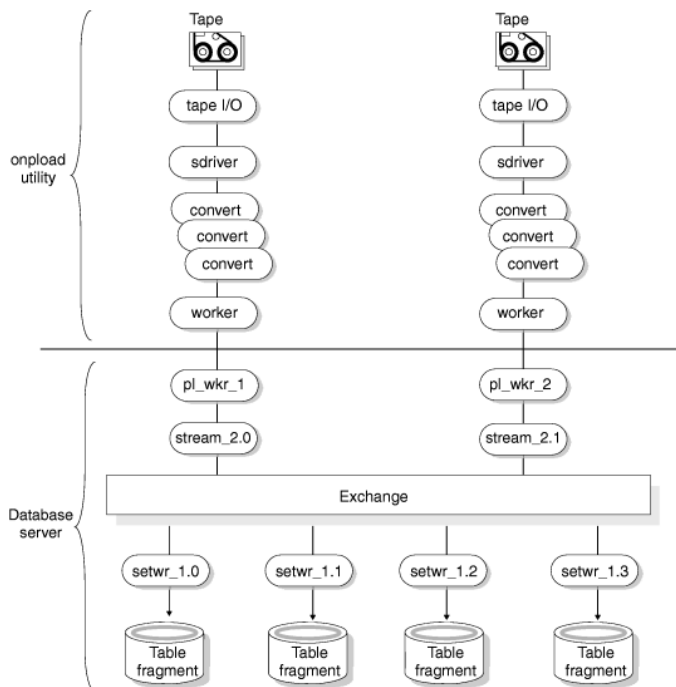 Tape
Tape
tape I/O
tape I/O
onpload
utility
sdriver
sdriver
convert
convert
convert
convert
convert
convert
worker
worker
pl_wkr_1
pl_wkr_2
stream_2.0
stream_2.1
Exchange
Database
server
setwr_1.0
setwr_1.1
setwr_1.2
setwr_1.3
Table
fragment
Table
fragment
Table
fragment
Table
fragment